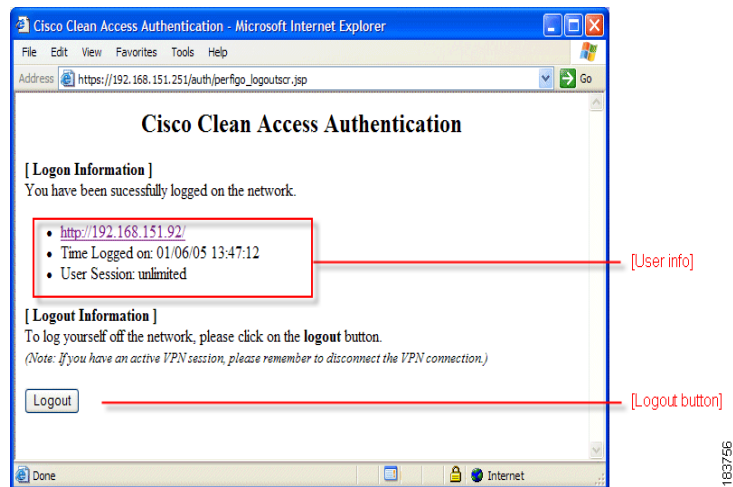 Cisco Clean Access Authentication - Microsoft Internet Explorer
File Edit View Favorites Tools Help
Address https://192.168.151.251/auth/perfigo_logoutscr.jsp Go
Cisco Clean Access Authentication
[ Logon Information ]
You have been sucessfully logged on the network.
• http://192.168.151.92/
• Time Logged on: 01/06/05 13:47:12
• User Session: unlimited
[User info]
[ Logout Information ]
To log yourself off the network, please click on the logout button.
(Note: If you have an active VPN session, please remember to disconnect the VPN connection.)
Logout
[Logout button]
Done Internet
183756